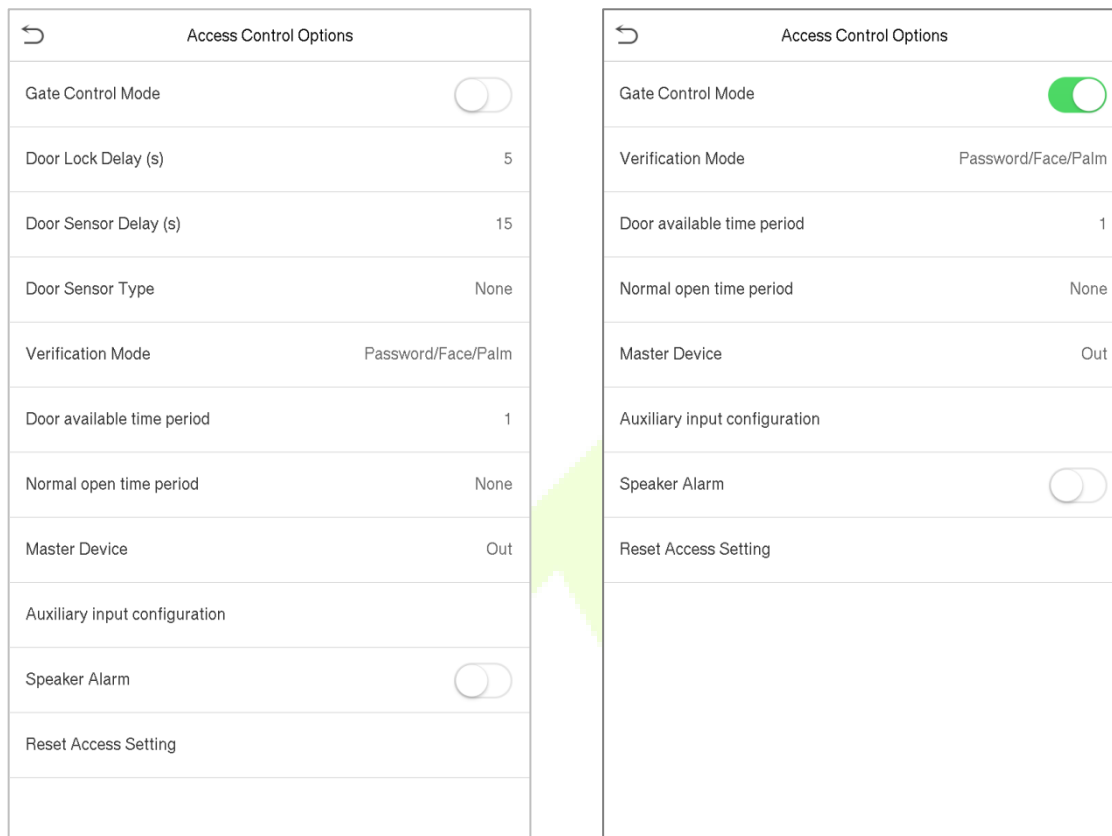 Access Control Options
Gate Control Mode
Door Lock Delay (s) 5
Door Sensor Delay (s) 15
Door Sensor Type None
Verification Mode Password/Face/Palm
Door available time period 1
Normal open time period None
Master Device Out
Auxiliary input configuration
Speaker Alarm
Reset Access Setting
Access Control Options
Gate Control Mode
Verification Mode Password/Face/Palm
Door available time period 1
Normal open time period None
Master Device Out
Auxiliary input configuration
Speaker Alarm
Reset Access Setting